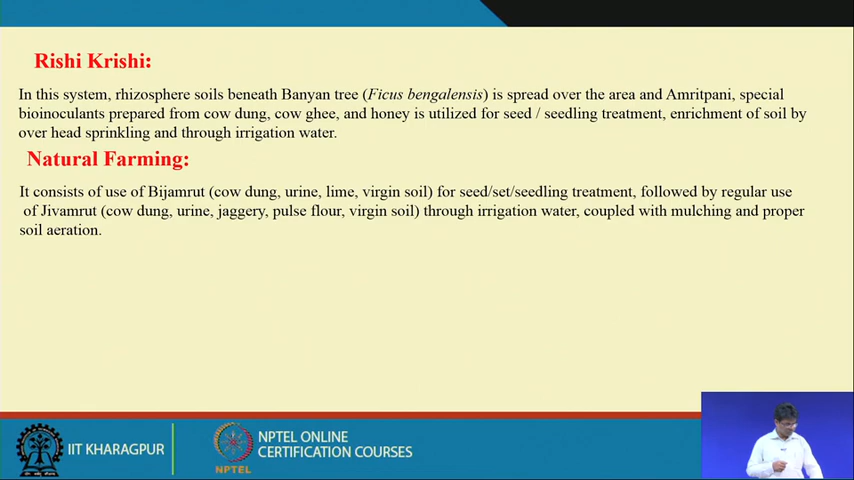 Rishi Krishi:
In this system, rhizosphere soils beneath Banyan tree (Ficus bengalensis) is spread over the area and Amritpani, special
bioinoculants prepared from cow dung, cow ghee, and honey is utilized for seed / seedling treatment, enrichment of soil by
over head sprinkling and through irrigation water.
Natural Farming:
It consists of use of Bijamrut (cow dung, urine, lime, virgin soil) for seed/set/seedling treatment, followed by regular use
of Jivamrut (cow dung, urine, jaggery, pulse flour, virgin soil) through irrigation water, coupled with mulching and proper
soil aeration.
IIT KHARAGPUR
NPTEL
NPTEL ONLINE
CERTIFICATION COURSES